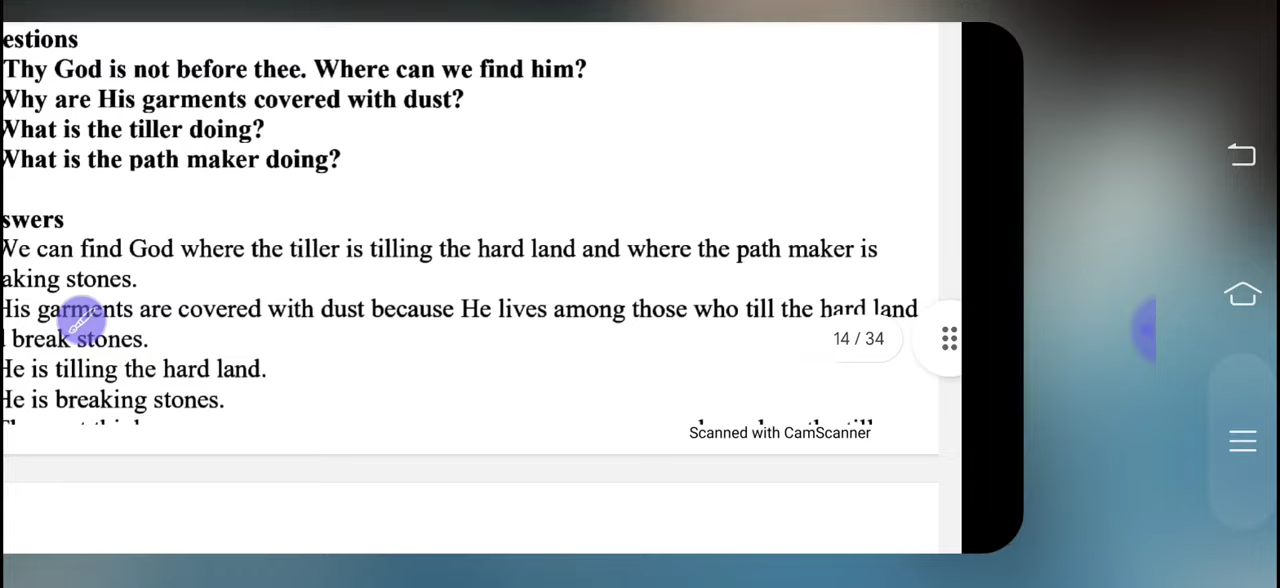 estions
Thy God is not before thee. Where can we find him?
Why are His garments covered with dust?
What is the tiller doing?
What is the path maker doing?
swers
We can find God where the tiller is tilling the hard land and where the path maker is
aking stones.
His garments are covered with dust because He lives among those who till the hard land
break stones.
14 / 34
He is tilling the hard land.
He is breaking stones.
Scanned with CamScanner